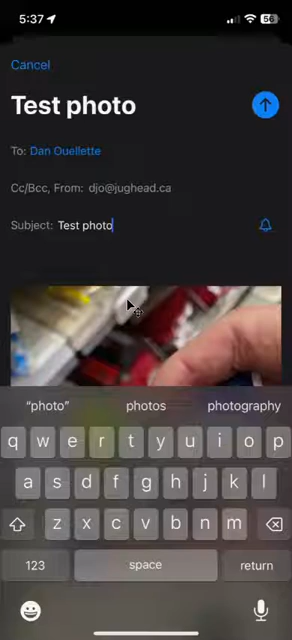 5:37
56
Cancel
Test photo
To: Dan Ouellette
Cc/Bcc, From: djo@jughead.ca
Subject: Test photo
"photo" photos photography
q w e r t y u i o p
a s d f g h j k l
z x c v b n m
123 space return